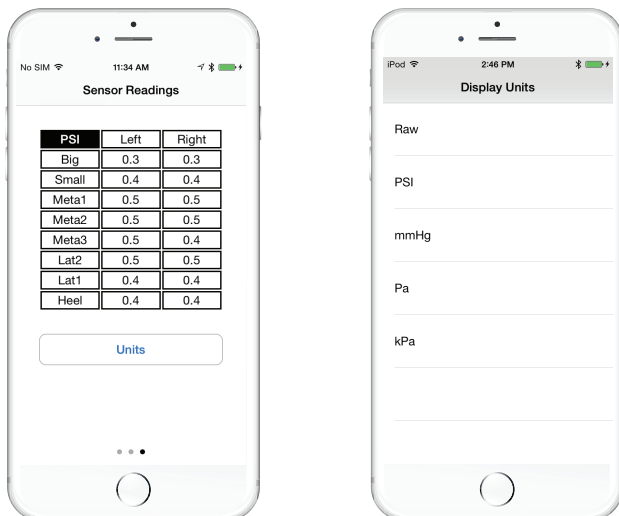 No SIM 11:34 AM
Sensor Readings
PSI Left Right
Big 0.3 0.3
Small 0.4 0.4
Meta1 0.5 0.5
Meta2 0.5 0.5
Meta3 0.5 0.4
Lat2 0.5 0.5
Lat1 0.4 0.4
Heel 0.4 0.4
Units
iPod 2:46 PM
Display Units
Raw
PSI
mmHg
Pa
kPa